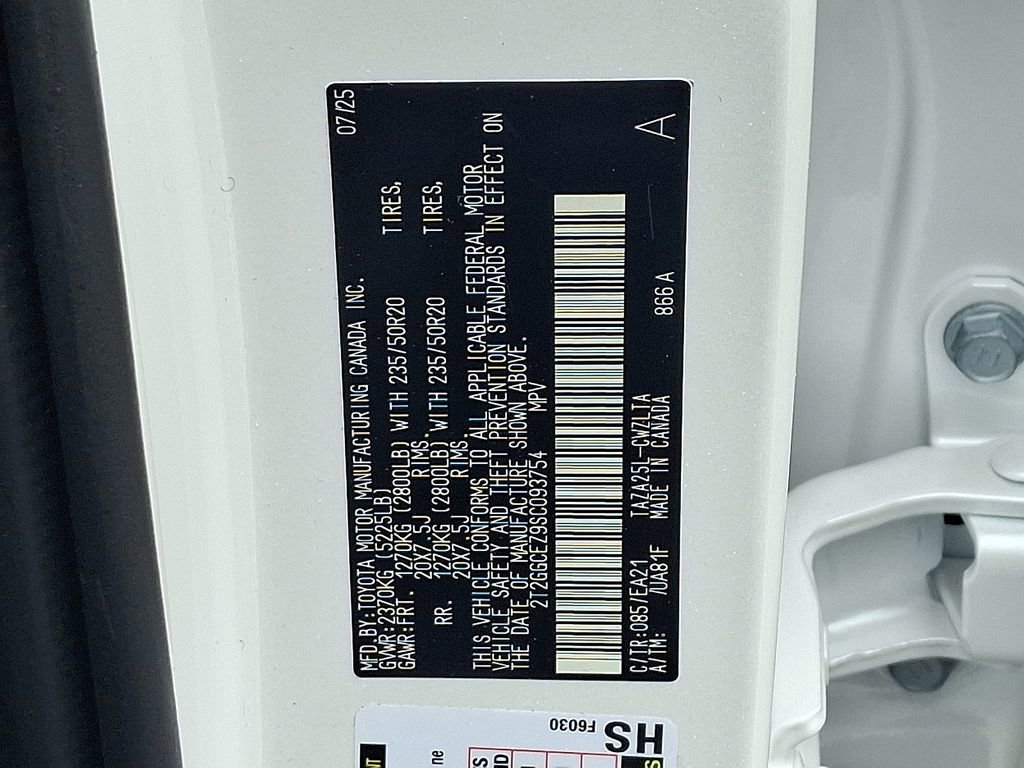 MFD.BY:TOYOTA MOTOR MANUFACTURING CANADA INC. 07/25
GVWR:2370KG (5225LB)
GAWR:FRT. 1270KG (2800LB) WITH 235/50R20 TIRES,
20X7.5J RIMS.
RR. 1270KG (2800LB) WITH 235/50R20 TIRES,
20X7.5J RIMS.
THIS VEHICLE CONFORMS TO ALL APPLICABLE FEDERAL MOTOR
VEHICLE SAFETY AND THEFT PREVENTION STANDARDS IN EFFECT ON
THE DATE OF MANUFACTURE SHOWN ABOVE.
2T2GGCEZ9SC093754 MPV
C/TR:085/EA21 TAZA25L-CWZLTA
A/TM: /UA81F MADE IN CANADA 866 A
A
HS
F6030